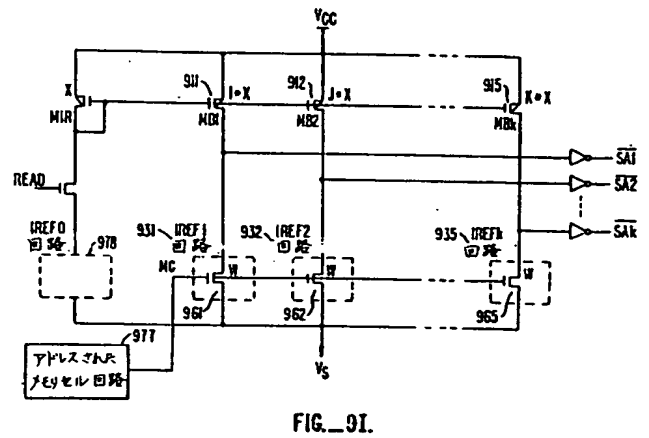 VCC
911 I*X 912 J*X 915 K*X
X
M1R MB1 MB2 MBk
READ
SA1
SA2
SAk
IREF0 回路 978
931 IREF1 回路
932 IREF2 回路
935 IREFk 回路
MC W W W
961 962 965
977
アドレスされた
メモリセル回路
VS
FIG._9I.